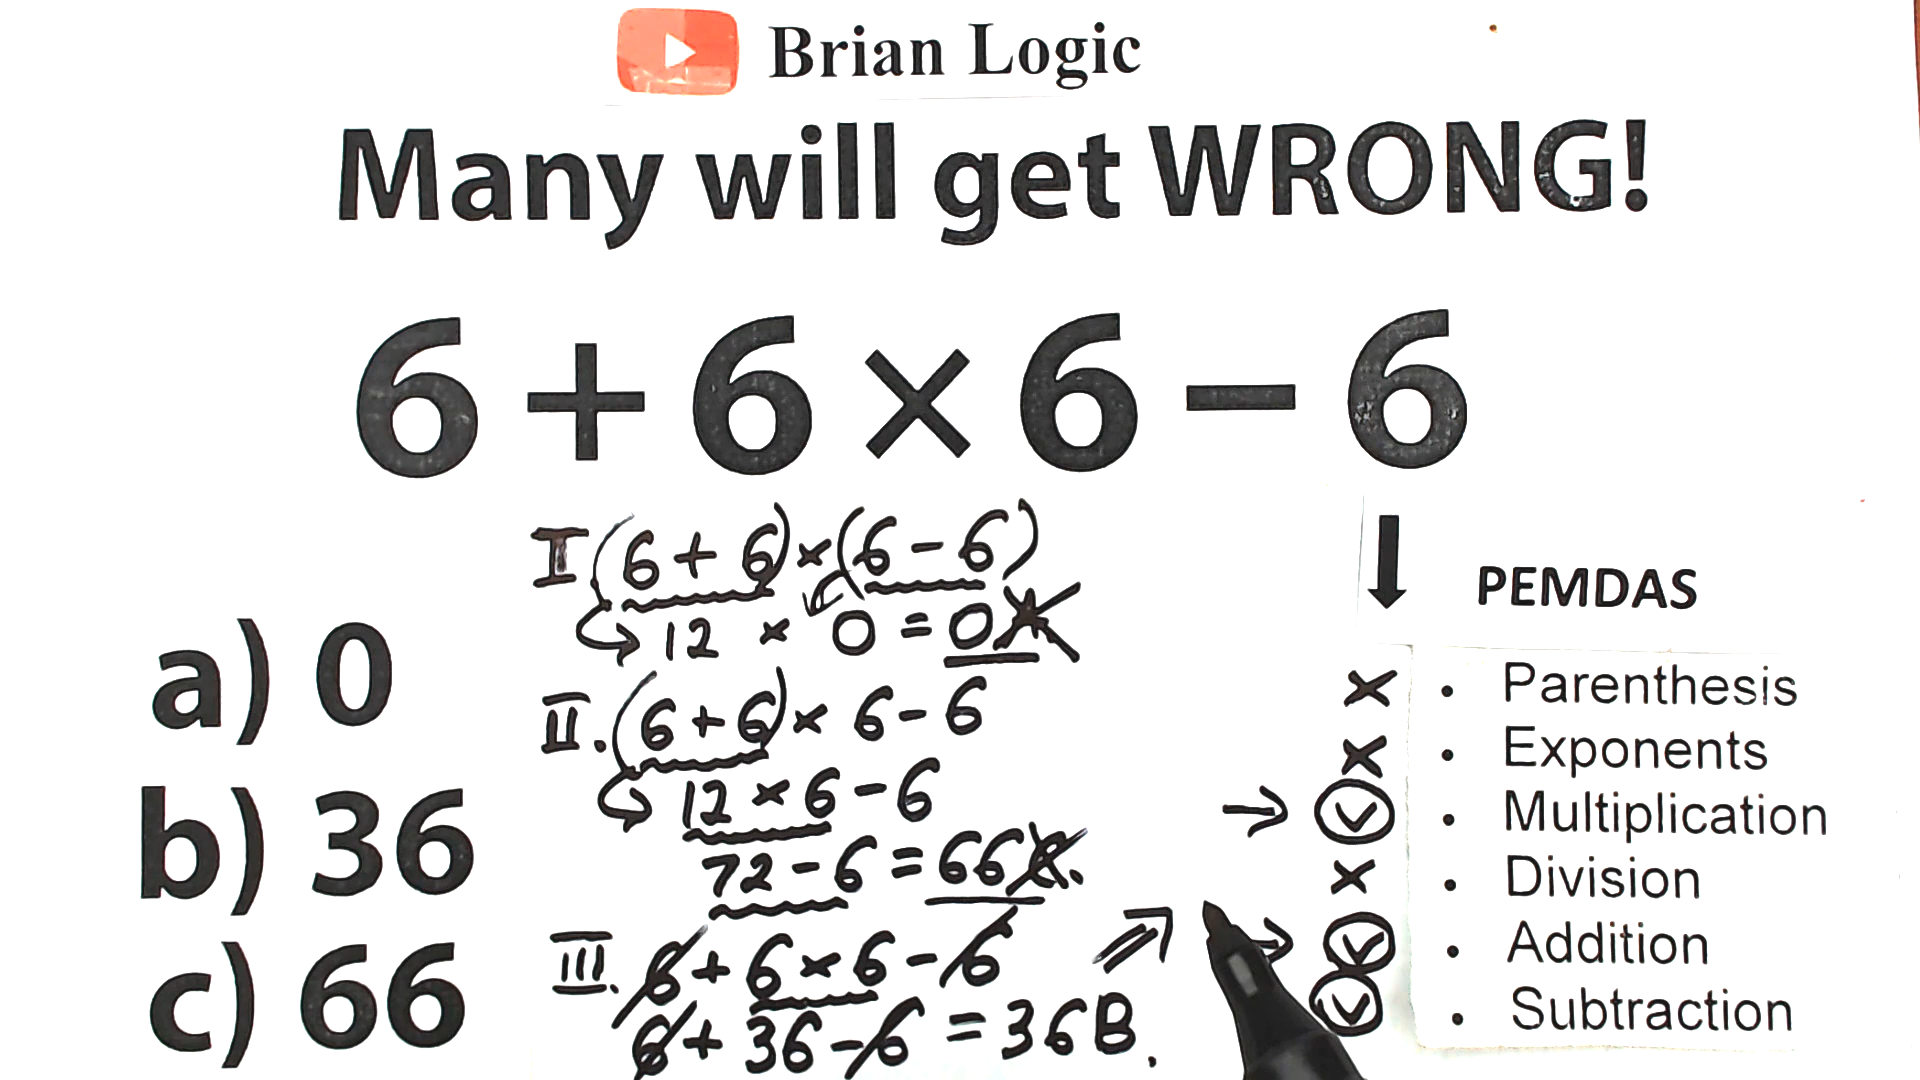 Brian Logic
Many will get WRONG!
6 + 6 × 6 − 6
a) 0
b) 36
c) 66
I (6 + 6) × (6 − 6)
12 × 0 = 0 X
II. (6 + 6) × 6 − 6
12 × 6 − 6
72 − 6 = 66 X.
III. 6 + 6 × 6 − 6
6 + 36 − 6 = 36 B.
PEMDAS
x • Parenthesis
x • Exponents
→ ✓ • Multiplication
x • Division
→ ✓ • Addition
✓ • Subtraction